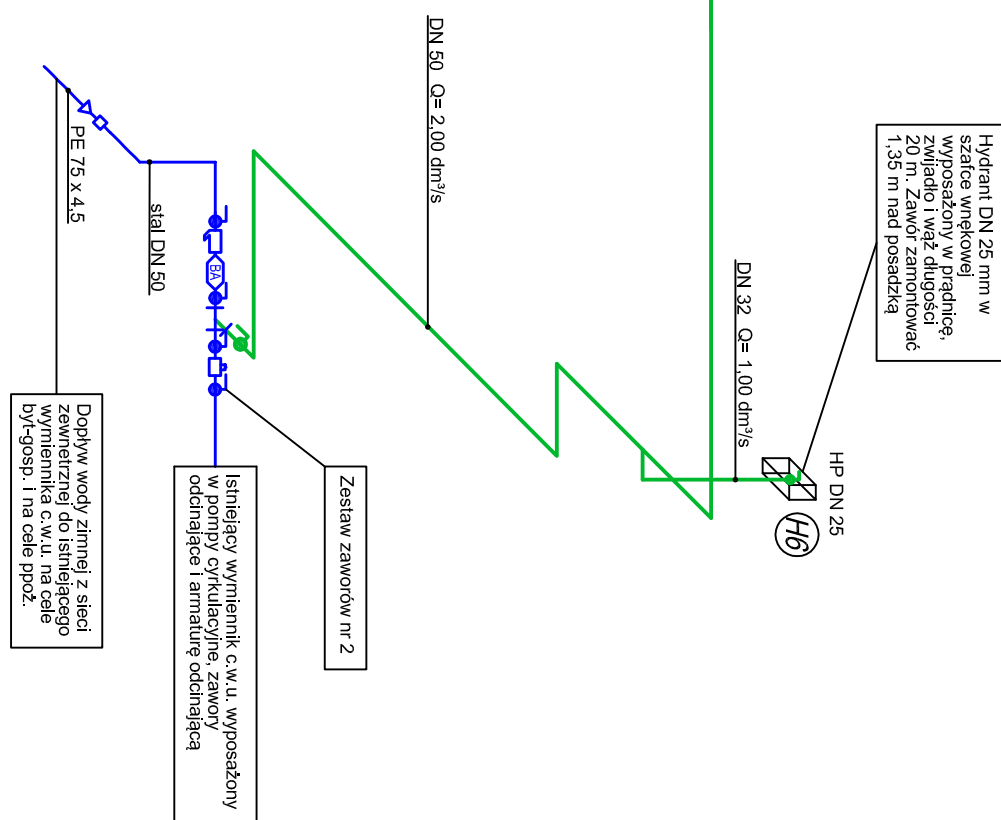 Hydrant DN 25 mm w
szafce wnękowej
wyposażony w prądnicę,
zwijadło i wąż długości
20 m. Zawór zamontować
1,35 m nad posadzką
HP DN 25
H6
DN 32 Q= 1,00 dm³/s
DN 50 Q= 2,00 dm³/s
Zestaw zaworów nr 2
Istniejący wymiennik c.w.u. wyposażony
w pompy cyrkulacyjne, zawory
odcinające i armaturę odcinającą
BA
stal DN 50
PE 75 x 4,5
Dopływ wody zimnej z sieci
zewnetrznej do istniejącego
wymiennika c.w.u. na cele
byt-gosp. i na cele ppoż.